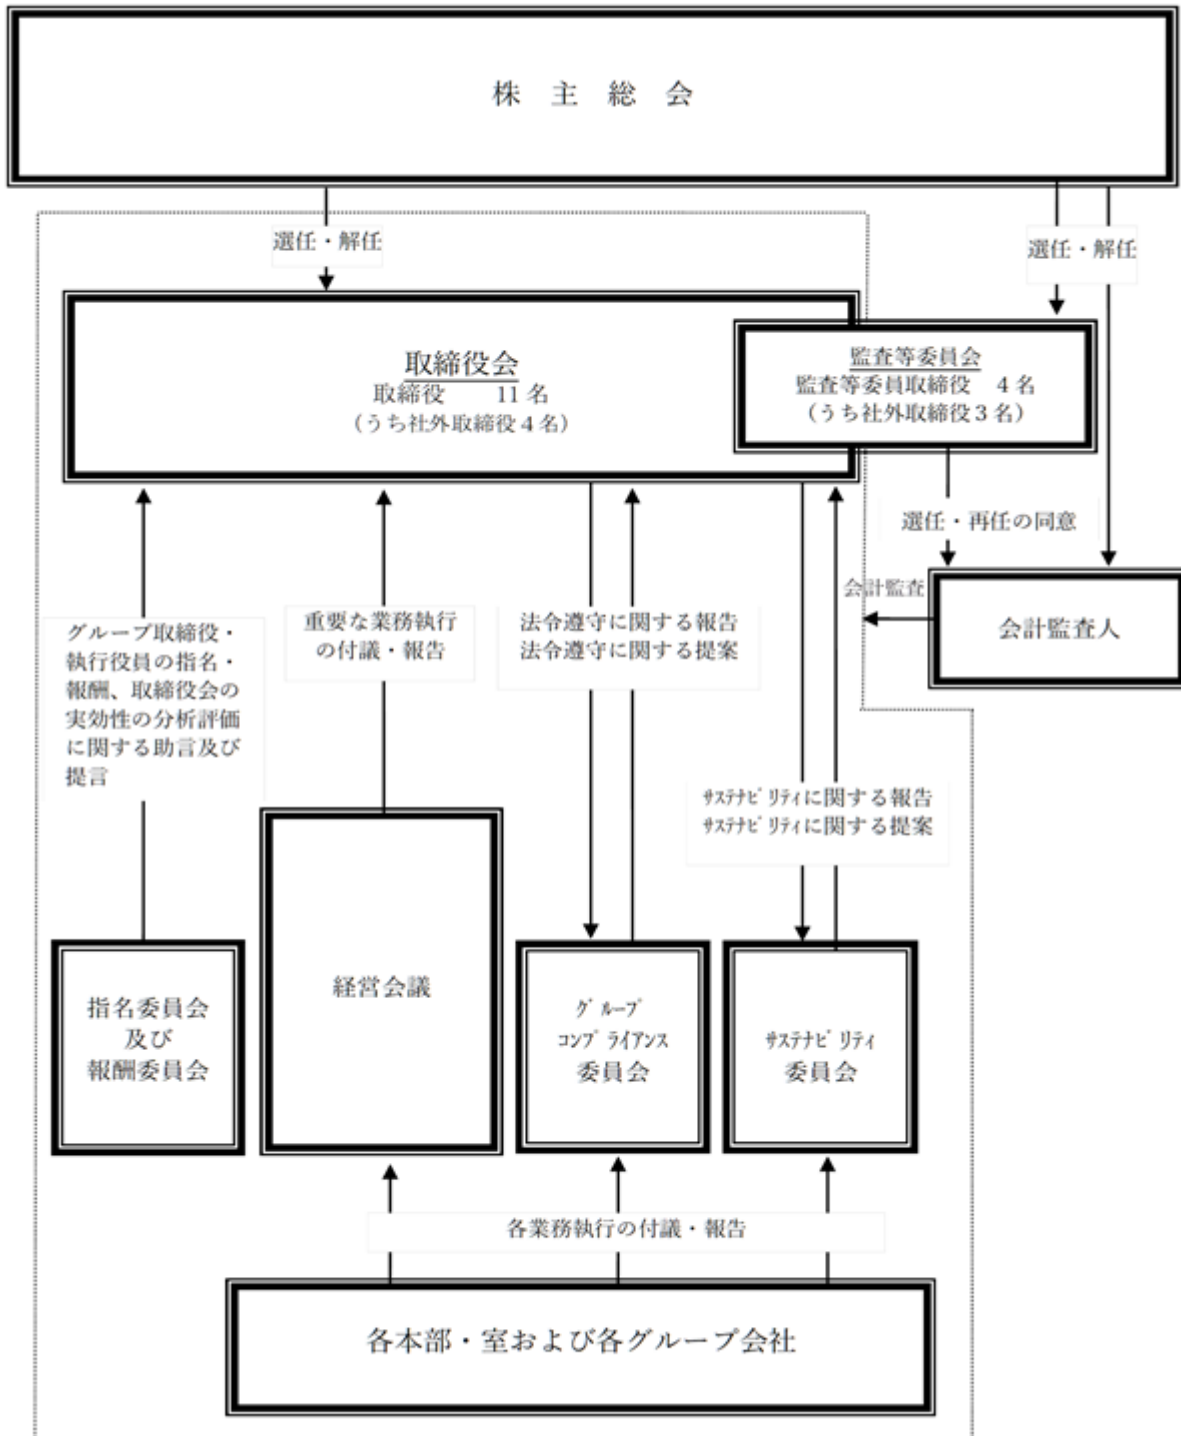 株 主 総 会
選任・解任
選任・解任
取締役会
取締役 11 名
(うち社外取締役４名)
監査等委員会
監査等委員取締役 ４名
(うち社外取締役３名)
選任・再任の同意
会計監査
会計監査人
グループ取締役・
執行役員の指名・
報酬、取締役会の
実効性の分析評価
に関する助言及び
提言
重要な業務執行
の付議・報告
法令遵守に関する報告
法令遵守に関する提案
ｻｽﾃﾅﾋﾞﾘﾃｨに関する報告
ｻｽﾃﾅﾋﾞﾘﾃｨに関する提案
指名委員会
及び
報酬委員会
経営会議
ｸﾞﾙｰﾌﾟ
ｺﾝﾌﾟﾗｲｱﾝｽ
委員会
ｻｽﾃﾅﾋﾞﾘﾃｨ
委員会
各業務執行の付議・報告
各本部・室および各グループ会社